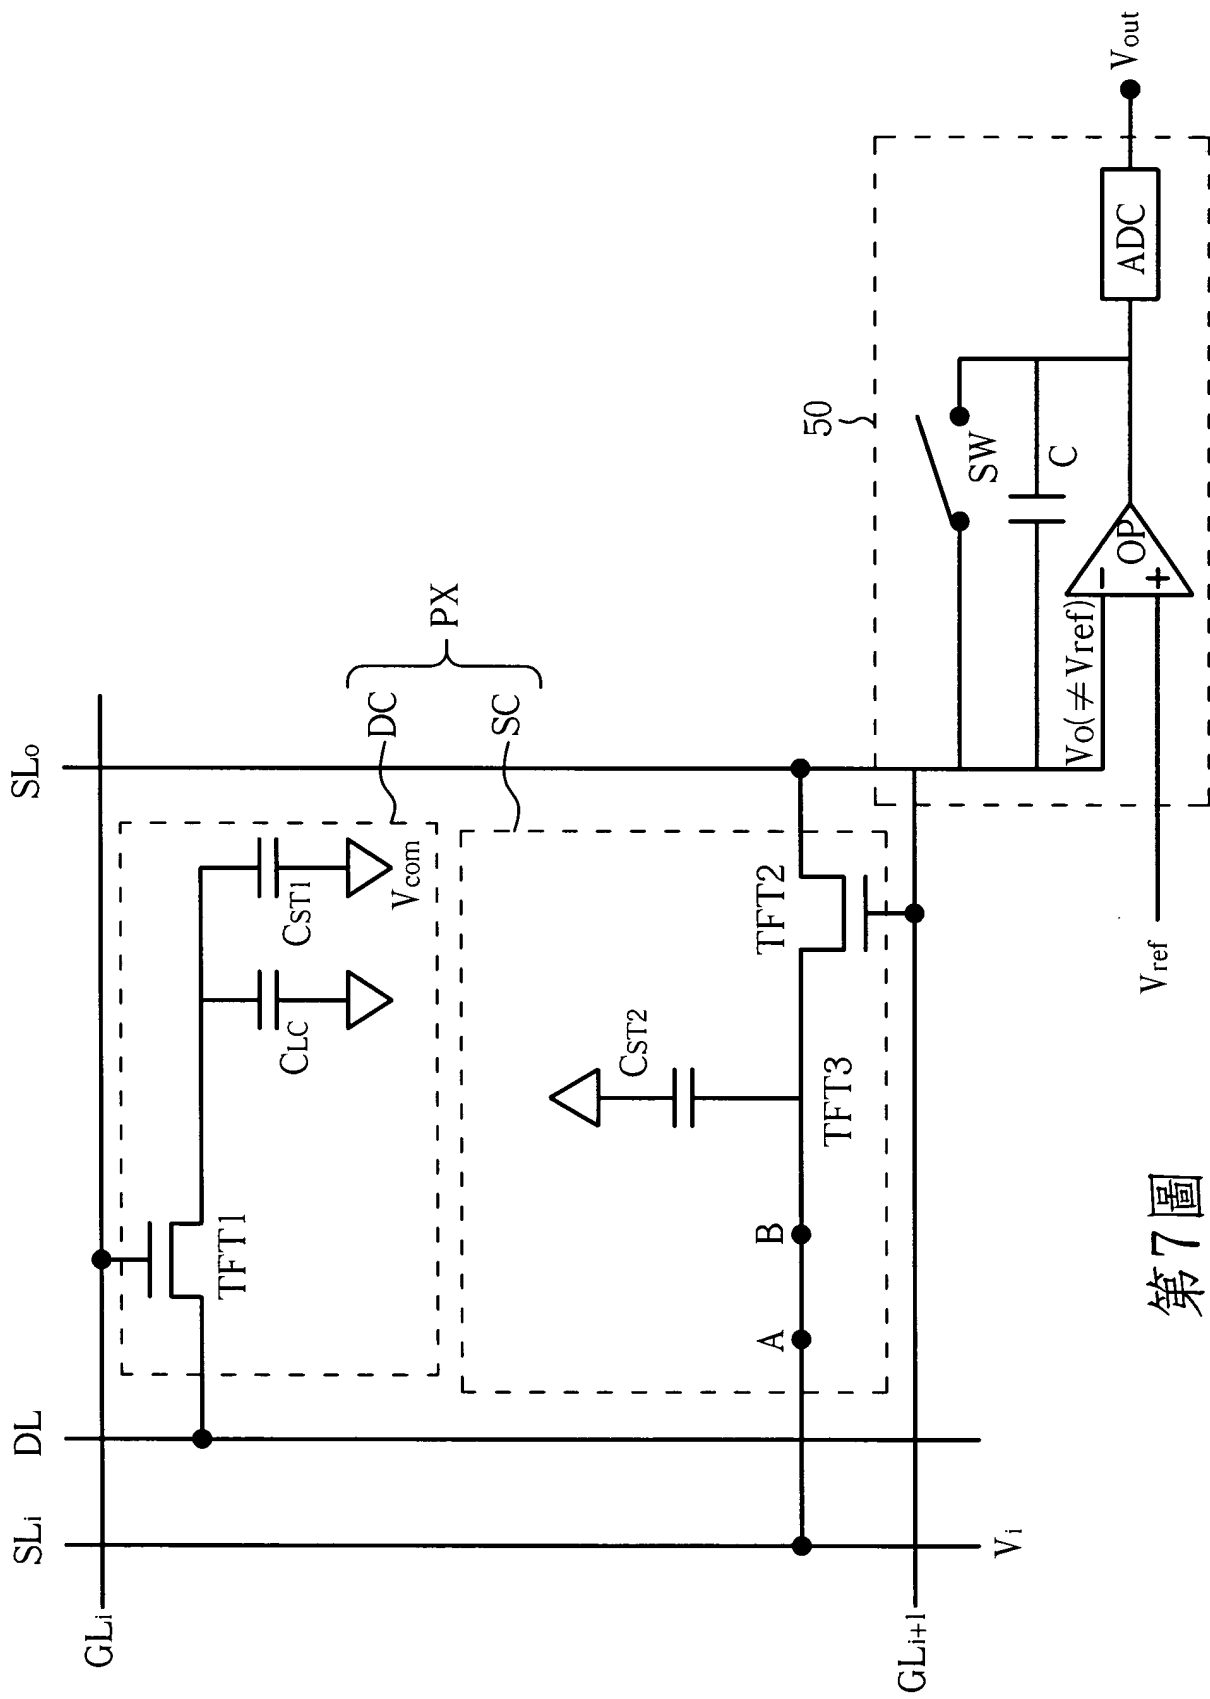 SLi
DL
SLo
GLi
TFT1
CLC
CST1
Vcom
DC
SC
PX
CST2
A
B
TFT3
TFT2
GLi+1
Vi
50
SW
C
Vo(≠Vref)
OP
−
+
ADC
Vout
Vref
第7圖